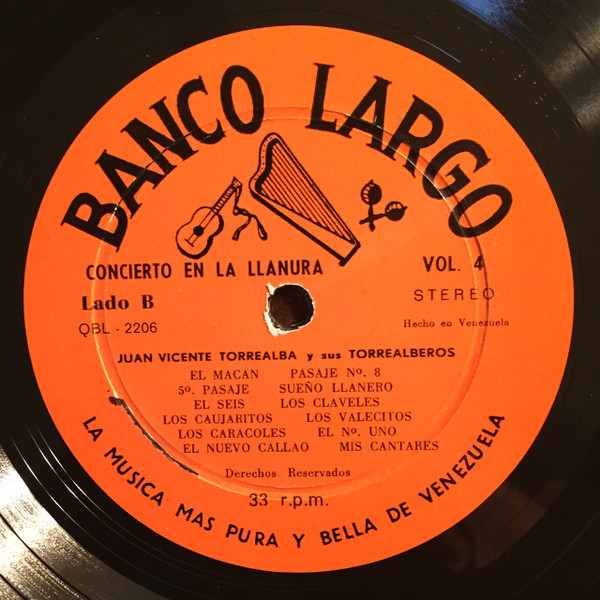 BANCO LARGO
CONCIERTO EN LA LLANURA VOL. 4
Lado B STEREO
QBL - 2206 Hecho en Venezuela
JUAN VICENTE TORREALBA y sus TORREALBEROS
EL MACAN PASAJE Nº. 8
5º. PASAJE SUEÑO LLANERO
EL SEIS LOS CLAVELES
LOS CAUJARITOS LOS VALECITOS
LOS CARACOLES EL Nº. UNO
EL NUEVO CALLAO MIS CANTARES
Derechos Reservados
33 r.p.m.
LA MUSICA MAS PURA Y BELLA DE VENEZUELA